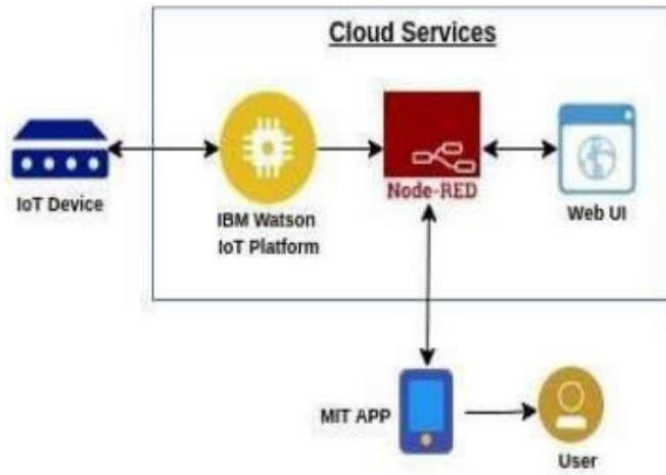 Cloud Services
IoT Device
IBM Watson
IoT Platform
Node-RED
Web UI
MIT APP
User